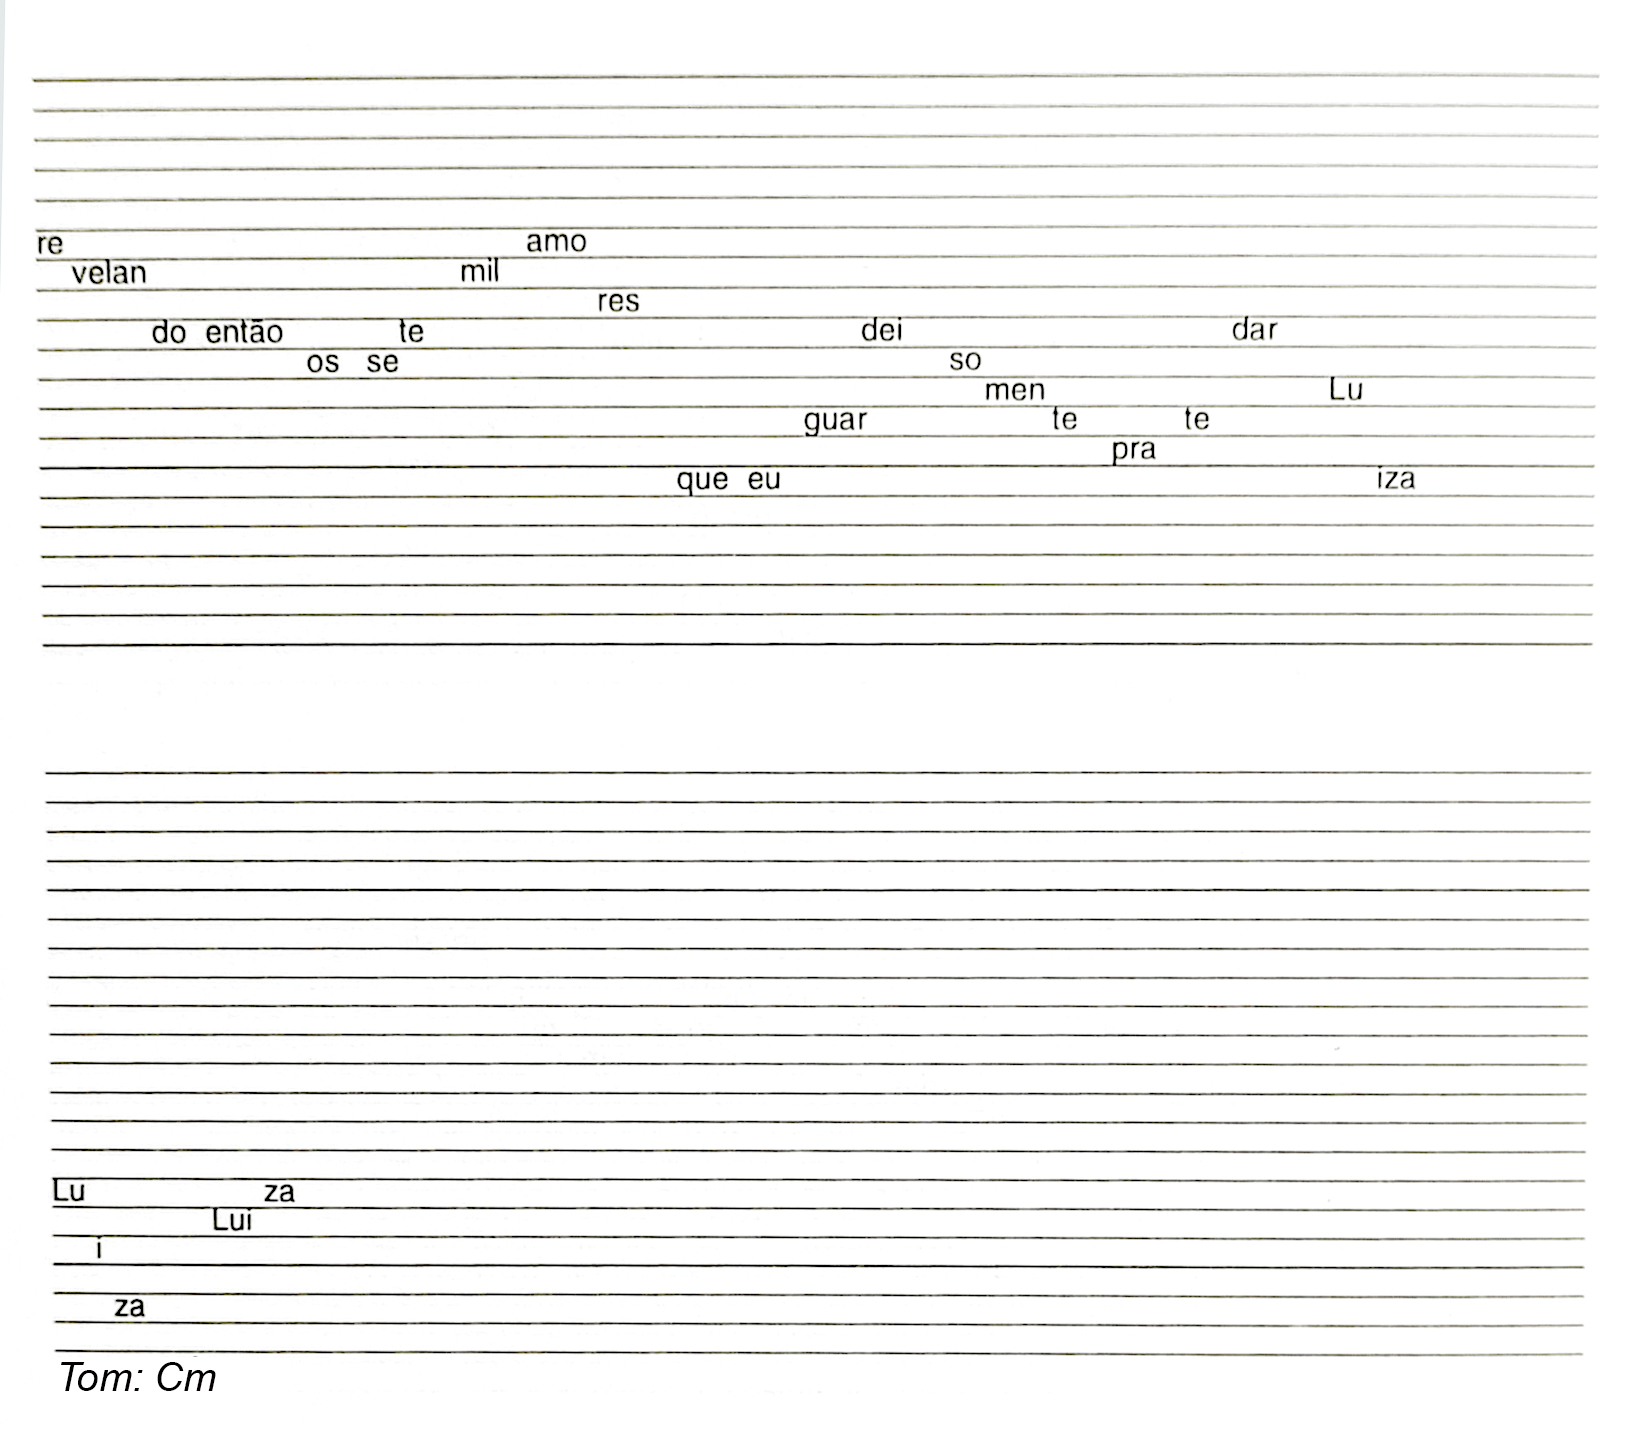 re amo
velan mil
res
do então te dei dar
os se so
men Lu
guar te te
pra
que eu iza
Lu za
Lui
i
za
Tom: Cm